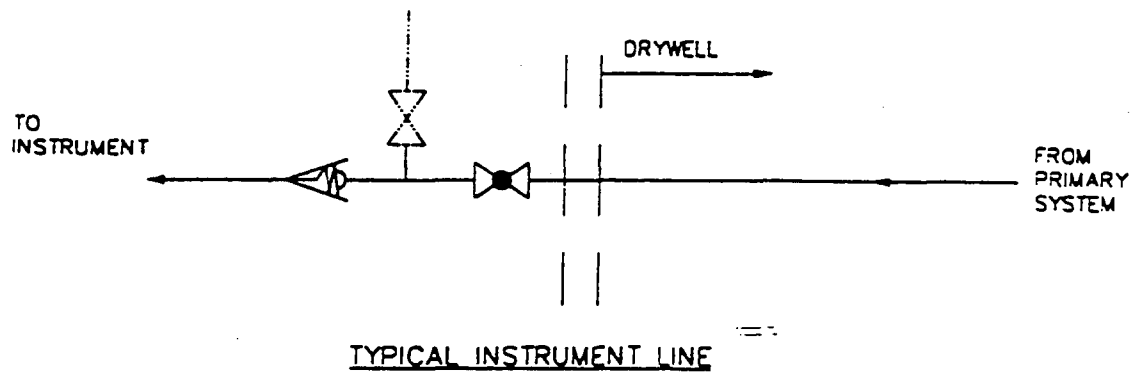 DRYWELL
TO
INSTRUMENT
FROM
PRIMARY
SYSTEM
TYPICAL INSTRUMENT LINE